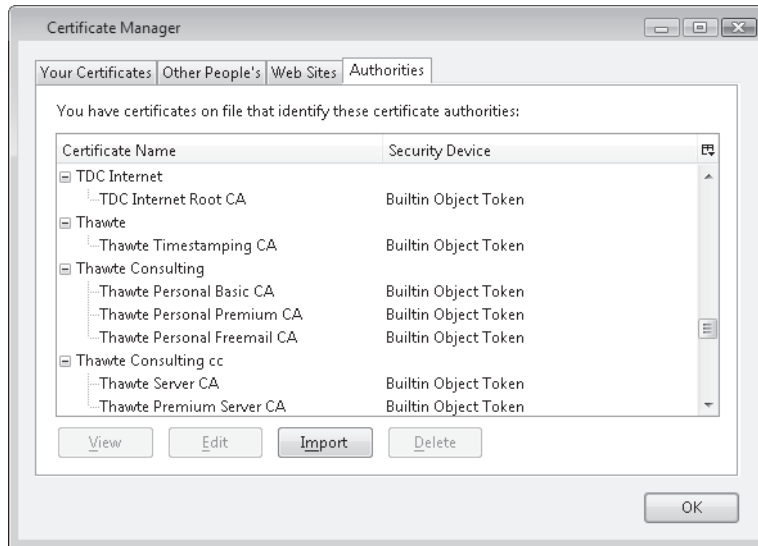 Certificate Manager
Your Certificates Other People's Web Sites Authorities
You have certificates on file that identify these certificate authorities:
Certificate Name Security Device
TDC Internet
TDC Internet Root CA Builtin Object Token
Thawte
Thawte Timestamping CA Builtin Object Token
Thawte Consulting
Thawte Personal Basic CA Builtin Object Token
Thawte Personal Premium CA Builtin Object Token
Thawte Personal Freemail CA Builtin Object Token
Thawte Consulting cc
Thawte Server CA Builtin Object Token
Thawte Premium Server CA Builtin Object Token
View Edit Import Delete
OK